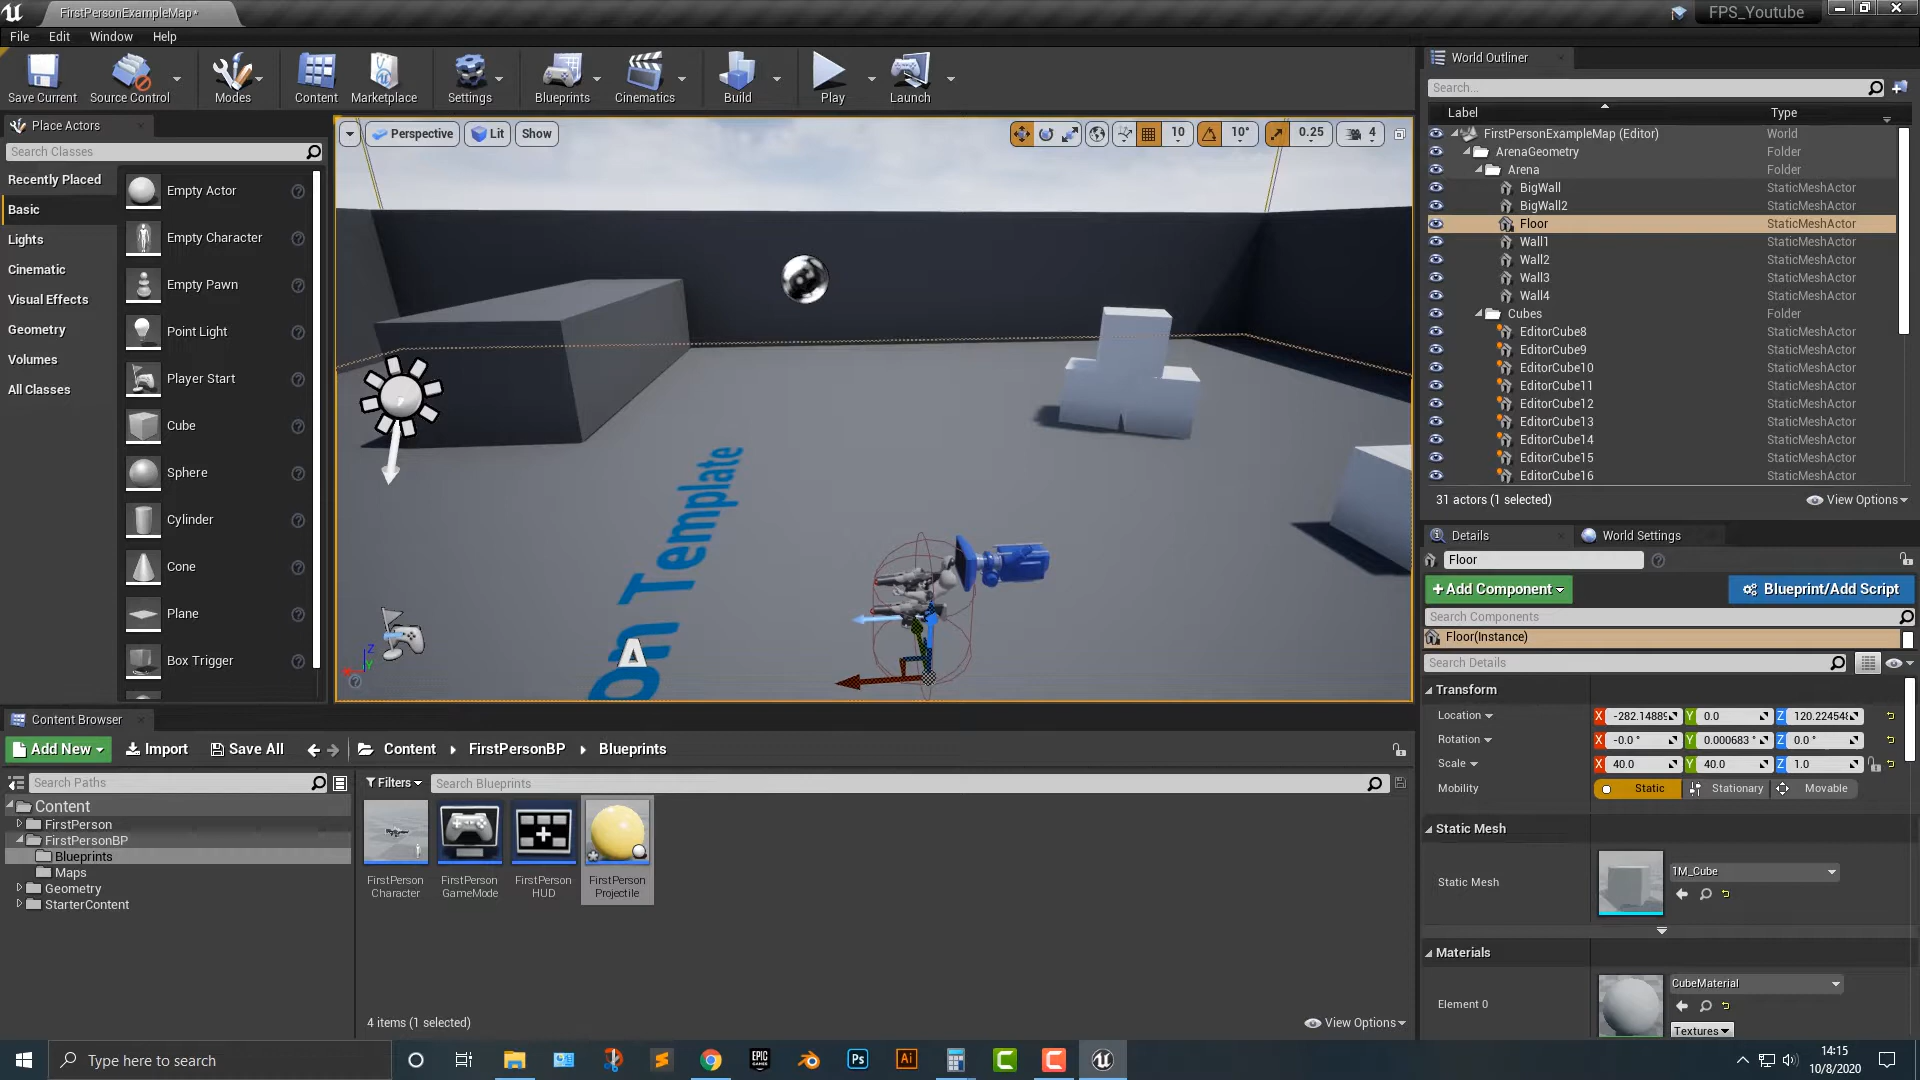 FirstPersonExampleMap*
FPS_Youtube
File Edit Window Help
Save Current
Source Control
Modes
Content
Marketplace
Settings
Blueprints
Cinematics
Build
Play
Launch
Place Actors
Search Classes
Recently Placed
Basic
Lights
Cinematic
Visual Effects
Geometry
Volumes
All Classes
Empty Actor
Empty Character
Empty Pawn
Point Light
Player Start
Cube
Sphere
Cylinder
Cone
Plane
Box Trigger
Perspective Lit Show
10 10° 0.25 4
on Template
World Outliner
Search...
Label Type
FirstPersonExampleMap (Editor) World
ArenaGeometry Folder
Arena Folder
BigWall StaticMeshActor
BigWall2 StaticMeshActor
Floor StaticMeshActor
Wall1 StaticMeshActor
Wall2 StaticMeshActor
Wall3 StaticMeshActor
Wall4 StaticMeshActor
Cubes Folder
EditorCube8 StaticMeshActor
EditorCube9 StaticMeshActor
EditorCube10 StaticMeshActor
EditorCube11 StaticMeshActor
EditorCube12 StaticMeshActor
EditorCube13 StaticMeshActor
EditorCube14 StaticMeshActor
EditorCube15 StaticMeshActor
EditorCube16 StaticMeshActor
31 actors (1 selected) View Options
Details World Settings
Floor
+Add Component Blueprint/Add Script
Search Components
Floor(Instance)
Search Details
Transform
Location X -282.14889 Y 0.0 Z 120.224548
Rotation X -0.0 ° Y 0.000683 ° Z 0.0 °
Scale X 40.0 Y 40.0 Z 1.0
Mobility Static Stationary Movable
Static Mesh
Static Mesh 1M_Cube
Materials
Element 0 CubeMaterial
Textures
Content Browser
Add New Import Save All Content FirstPersonBP Blueprints
Search Paths
Filters Search Blueprints
Content
FirstPerson
FirstPersonBP
Blueprints
Maps
Geometry
StarterContent
FirstPerson Character
FirstPerson GameMode
FirstPerson HUD
FirstPerson Projectile
4 items (1 selected) View Options
Type here to search
EPIC GAMES
Ps
Ai
14:15
10/8/2020